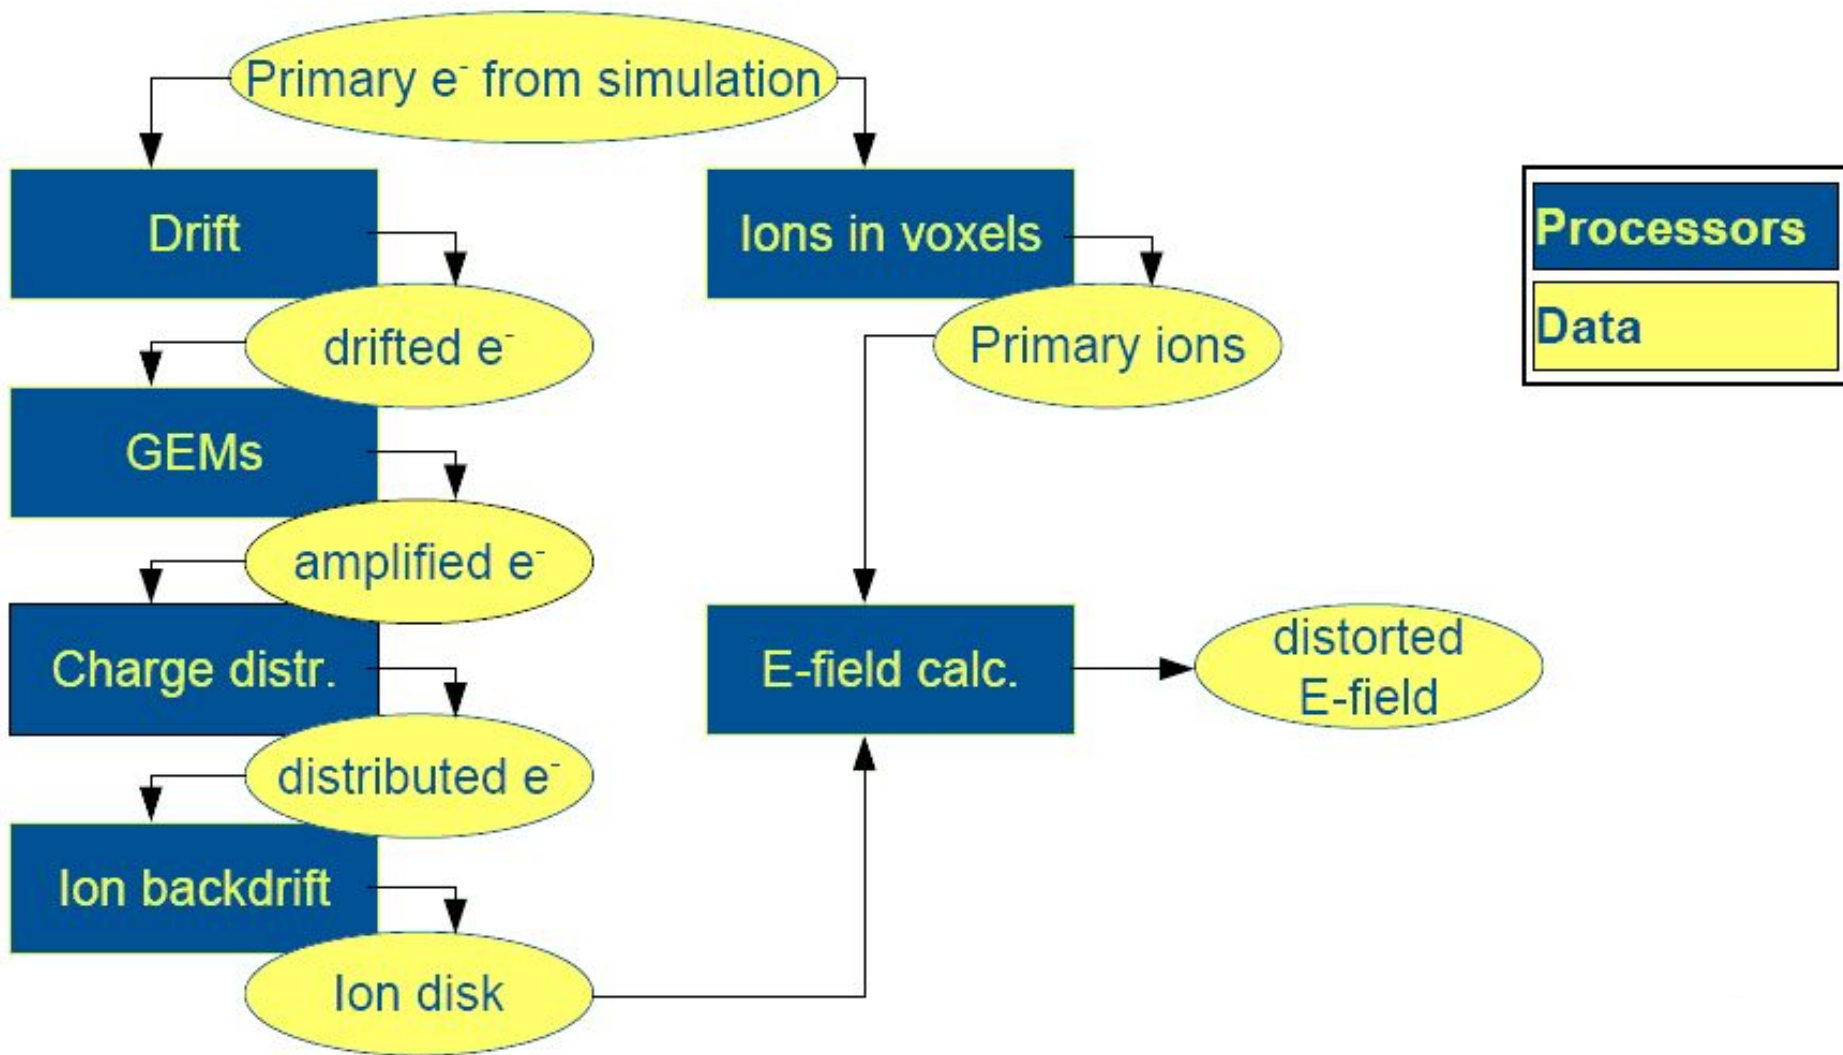 Primary e⁻ from simulation
Drift
Ions in voxels
Processors
Data
drifted e⁻
Primary ions
GEMs
amplified e⁻
Charge distr.
E-field calc.
distorted
E-field
distributed e⁻
Ion backdrift
Ion disk